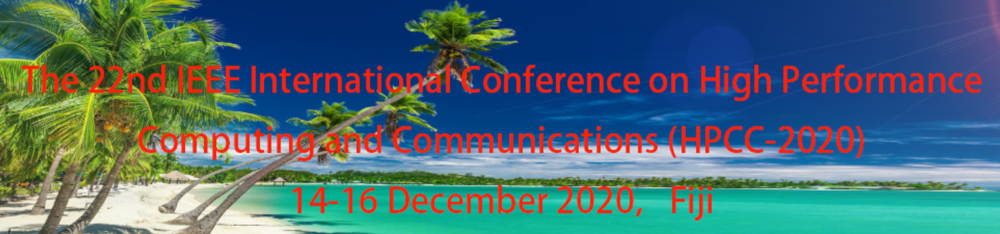 The 22nd IEEE International Conference on High Performance
Computing and Communications (HPCC-2020)
14-16 December 2020, Fiji